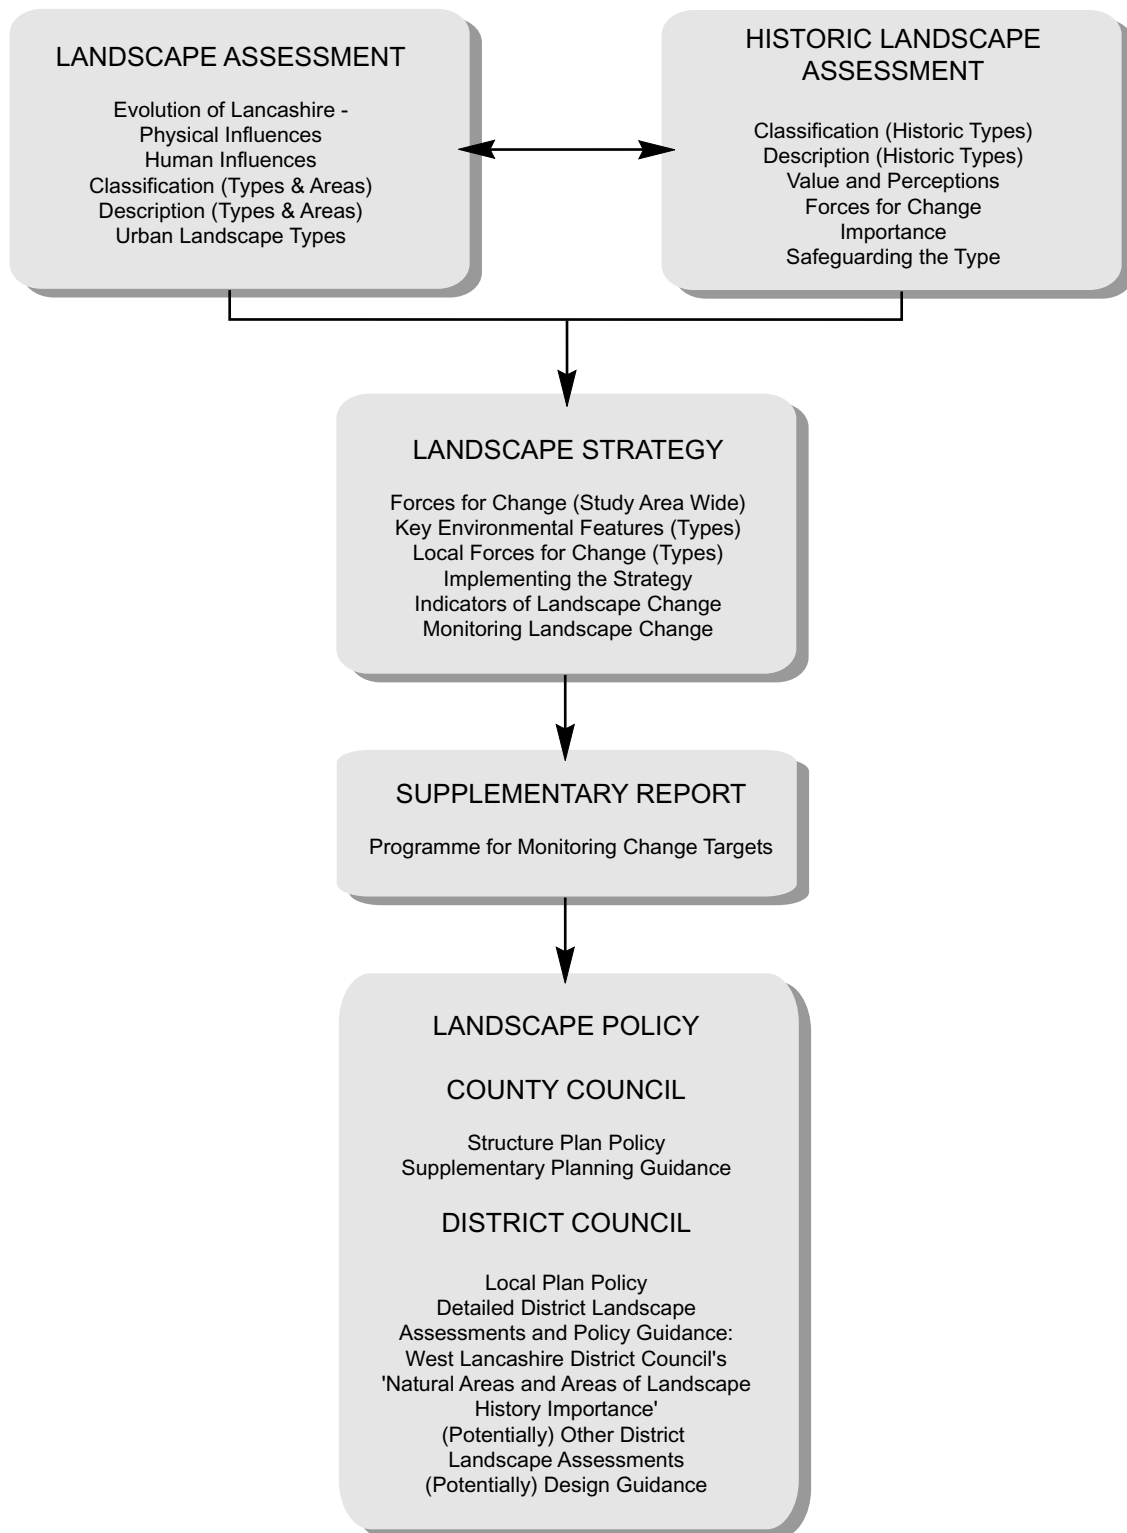 LANDSCAPE ASSESSMENT
Evolution of Lancashire -
Physical Influences
Human Influences
Classification (Types & Areas)
Description (Types & Areas)
Urban Landscape Types
HISTORIC LANDSCAPE
ASSESSMENT
Classification (Historic Types)
Description (Historic Types)
Value and Perceptions
Forces for Change
Importance
Safeguarding the Type
LANDSCAPE STRATEGY
Forces for Change (Study Area Wide)
Key Environmental Features (Types)
Local Forces for Change (Types)
Implementing the Strategy
Indicators of Landscape Change
Monitoring Landscape Change
SUPPLEMENTARY REPORT
Programme for Monitoring Change Targets
LANDSCAPE POLICY
COUNTY COUNCIL
Structure Plan Policy
Supplementary Planning Guidance
DISTRICT COUNCIL
Local Plan Policy
Detailed District Landscape
Assessments and Policy Guidance:
West Lancashire District Council's
'Natural Areas and Areas of Landscape
History Importance'
(Potentially) Other District
Landscape Assessments
(Potentially) Design Guidance